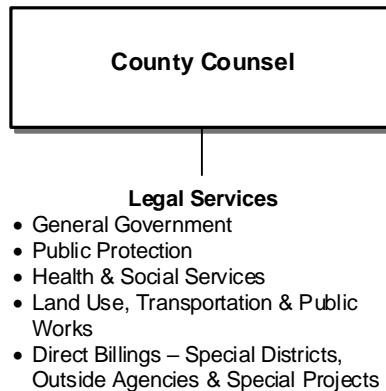 County Counsel
Legal Services
• General Government
• Public Protection
• Health & Social Services
• Land Use, Transportation & Public
Works
• Direct Billings – Special Districts,
Outside Agencies & Special Projects